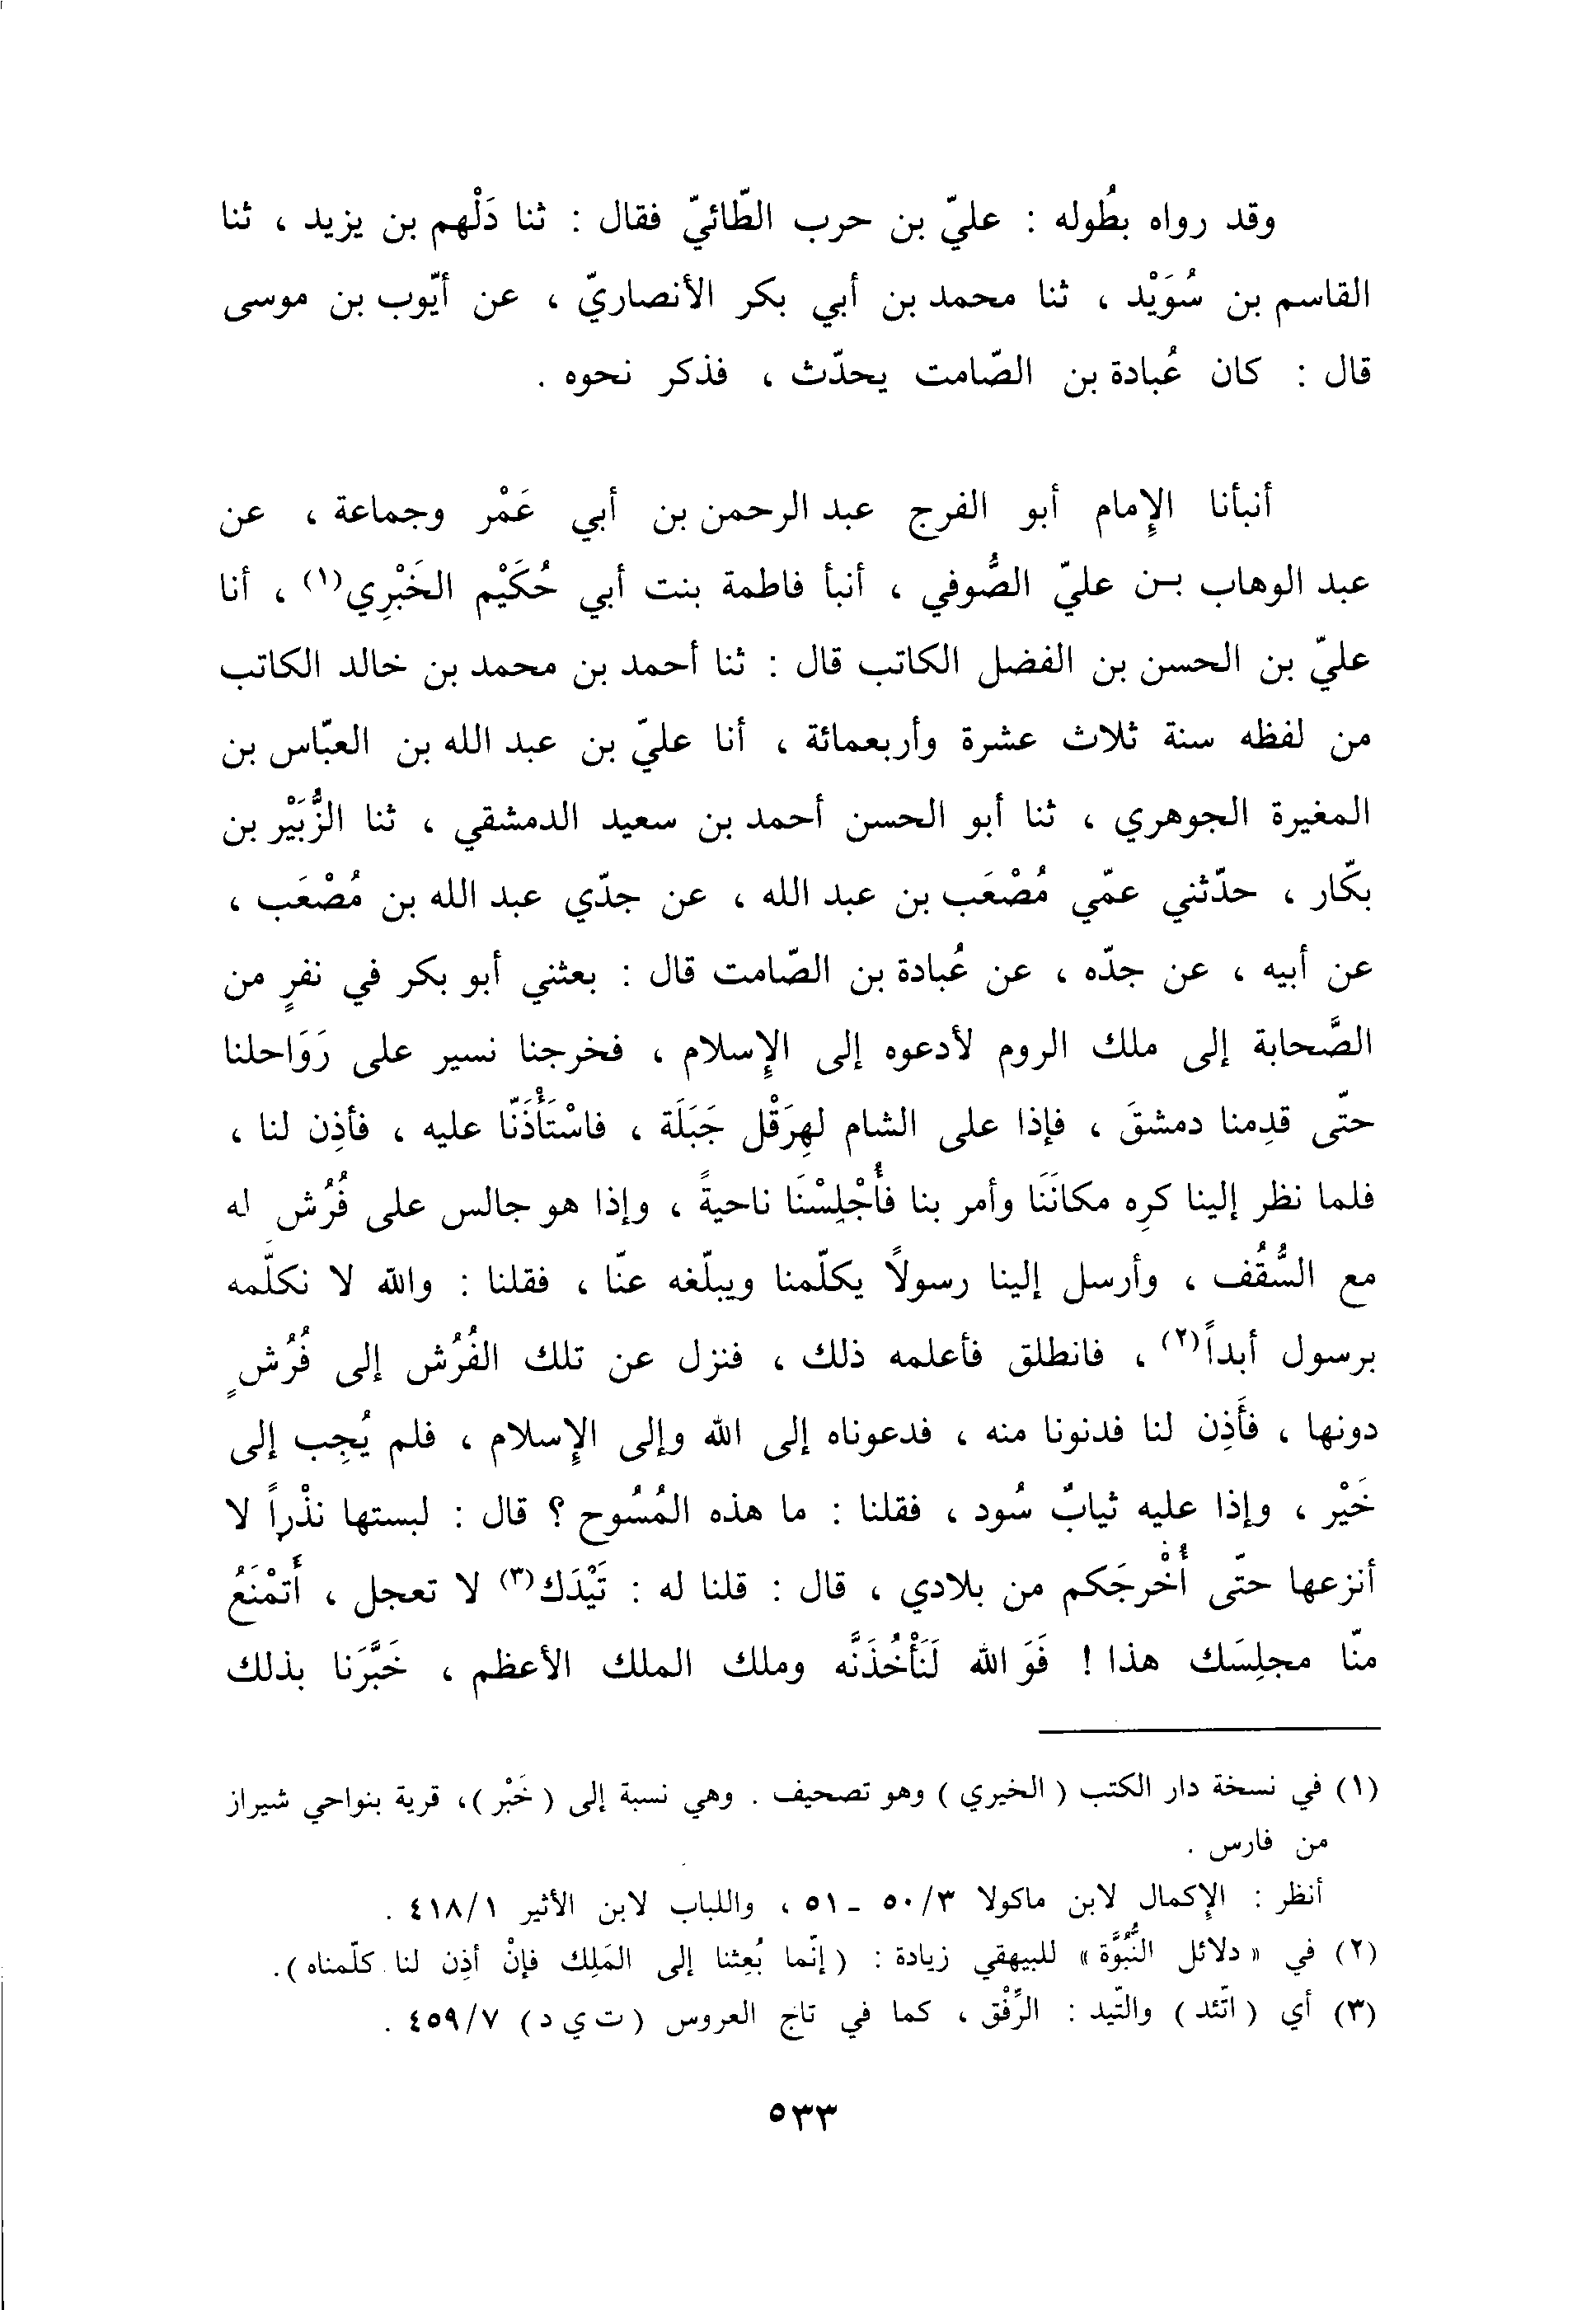 وقد رواه بطُوله : عليّ بن حرب الطّائيّ فقال : ثنا دَلْهم بن يزيد ، ثنا
القاسم بن سُوَيْد ، ثنا محمد بن أبي بكر الأنصاريّ ، عن أيّوب بن موسى
قال : كان عُبادة بن الصّامت يحدّث ، فذكر نحوه .
أنبأنا الإمام أبو الفرج عبد الرحمن بن أبي عَمْر وجماعة ، عن
عبد الوهاب بن عليّ الصُّوفي ، أنبأ فاطمة بنت أبي حُكَيْم الخَبْرِي(١) ، أنا
عليّ بن الحسن بن الفضل الكاتب قال : ثنا أحمد بن محمد بن خالد الكاتب
من لفظه سنة ثلاث عشرة وأربعمائة ، أنا عليّ بن عبد الله بن العبّاس بن
المغيرة الجوهري ، ثنا أبو الحسن أحمد بن سعيد الدمشقي ، ثنا الزُّبَيْر بن
بكّار ، حدّثني عمّي مُصْعَب بن عبد الله ، عن جدّي عبد الله بن مُصْعَب ،
عن أبيه ، عن جدّه ، عن عُبادة بن الصّامت قال : بعثني أبو بكر في نفرٍ من
الصَّحابة إلى ملك الروم لأدعوه إلى الإسلام ، فخرجنا نسير على رَوَاحلنا
حتّى قدِمنا دمشقَ ، فإذا على الشام لهِرَقْل جَبَلَة ، فاسْتَأْذَنّا عليه ، فأذِن لنا ،
فلما نظر إلينا كرِه مكانَنَا وأمر بنا فأُجْلِسْنَا ناحيةً ، وإذا هو جالس على فُرُش له
مع السُّقُف ، وأرسل إلينا رسولاً يكلّمنا ويبلّغه عنّا ، فقلنا : والله لا نكلّمه
برسول أبداً(٢) ، فانطلق فأعلمه ذلك ، فنزل عن تلك الفُرُش إلى فُرُشٍ
دونها ، فأَذِن لنا فدنونا منه ، فدعوناه إلى الله وإلى الإسلام ، فلم يُجِب إلى
خَيْر ، وإذا عليه ثيابٌ سُود ، فقلنا : ما هذه المُسُوح ؟ قال : لبستها نذْراً لا
أنزعها حتّى أُخْرجَكم من بلادي ، قال : قلنا له : تَيْدَك(٣) لا تعجل ، أَتمْنَعُ
منّا مجلِسَك هذا ! فَوَ الله لَنَأْخُذَنَّه وملك الملك الأعظم ، خَبَّرَنا بذلك
(١) في نسخة دار الكتب ( الخيري ) وهو تصحيف . وهي نسبة إلى ( خَبْر )، قرية بنواحي شيراز
من فارس .
أنظر : الإكمال لابن ماكولا ٥٠/٣ ـ ٥١ ، واللباب لابن الأثير ٤١٨/١ .
(٢) في « دلائل النُّبُوَّة » للبيهقي زيادة : ( إنّما بُعِثنا إلى المَلِك فإنْ أذِن لنا كلّمناه ).
(٣) أي ( اتّئد ) والتّيد : الرِّفْق ، كما في تاج العروس ( ت ي د ) ٤٥٩/٧ .
٥٣٣